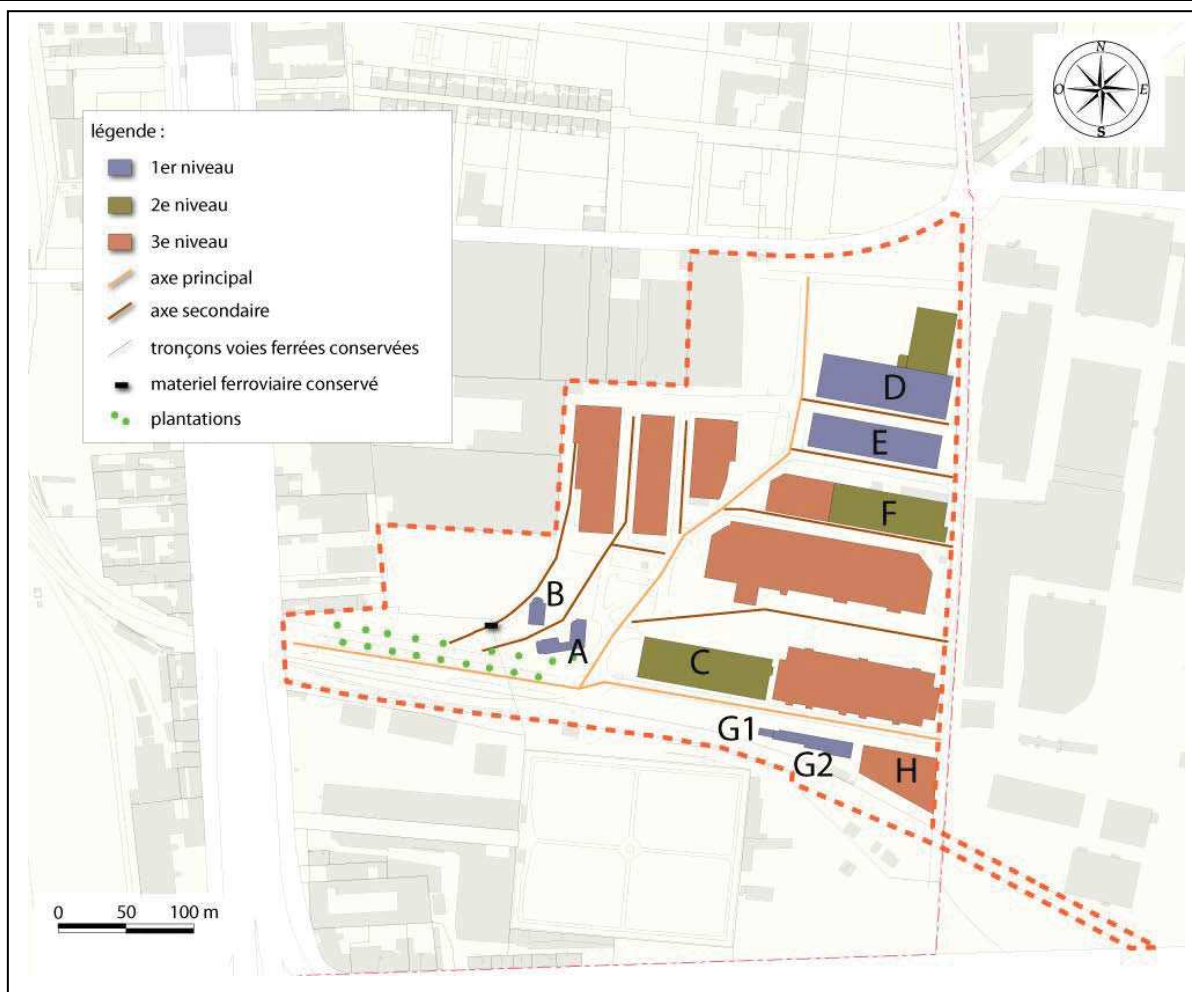 N
O
E
S
légende :
1er niveau
2e niveau
3e niveau
axe principal
axe secondaire
tronçons voies ferrées conservées
materiel ferroviaire conservé
plantations
D
E
F
B
A
C
G1
G2
H
0 50 100 m